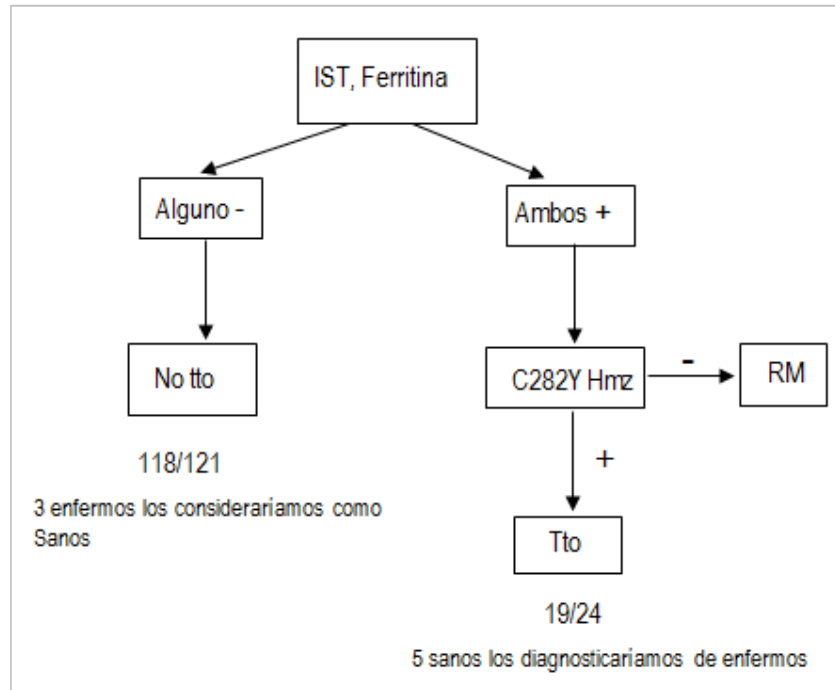 IST, Ferritina
Alguno -
Ambos +
No tto
C282Y Hmz
-
RM
118/121
+
3 enfermos los consideraríamos como
Sanos
Tto
19/24
5 sanos los diagnosticaríamos de enfermos